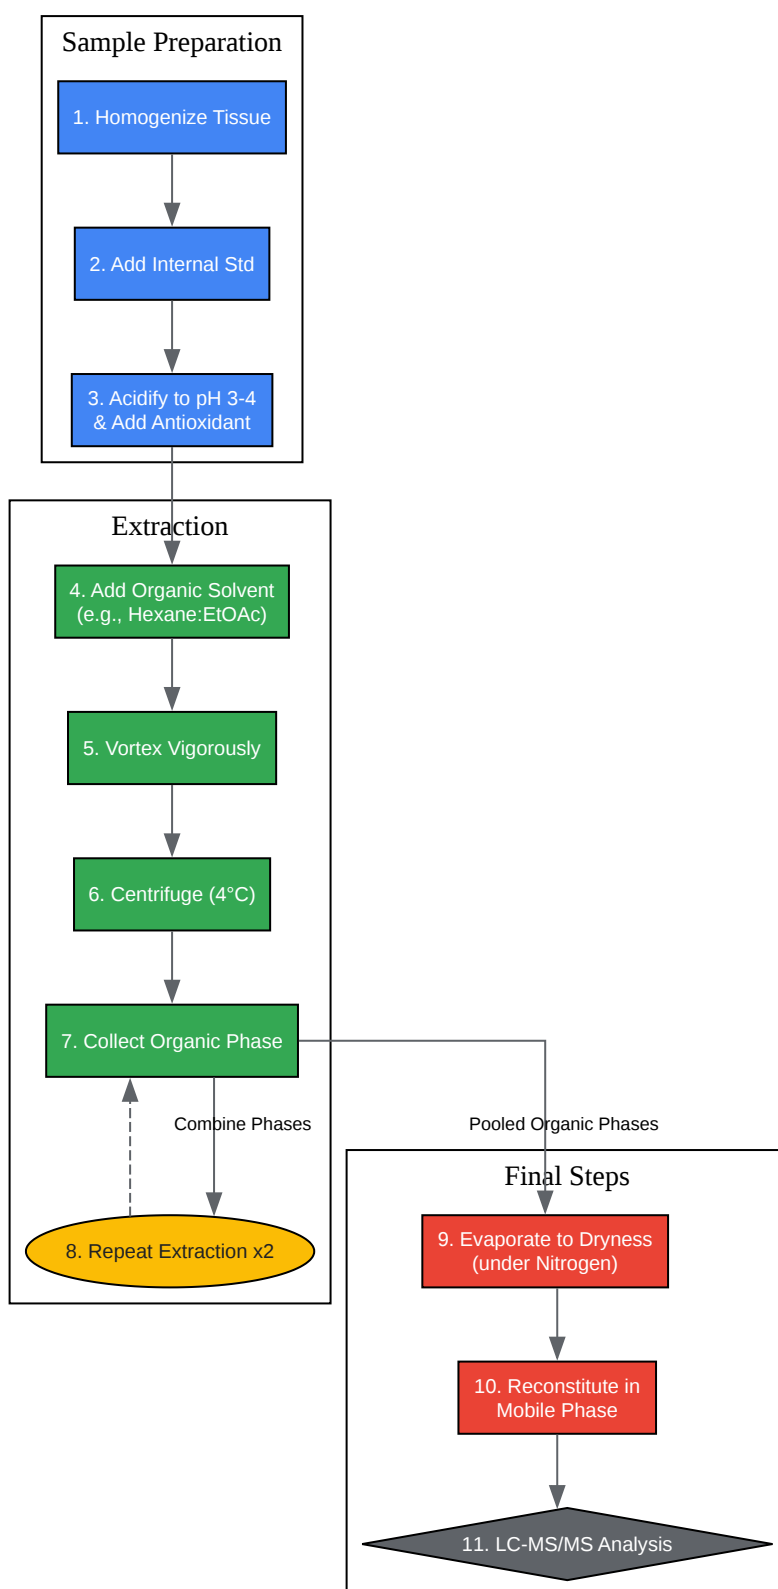 Sample Preparation
1. Homogenize Tissue
2. Add Internal Std
3. Acidify to pH 3-4
& Add Antioxidant
Extraction
4. Add Organic Solvent
(e.g., Hexane:EtOAc)
5. Vortex Vigorously
6. Centrifuge (4°C)
7. Collect Organic Phase
Combine Phases
8. Repeat Extraction x2
Pooled Organic Phases
Final Steps
9. Evaporate to Dryness
(under Nitrogen)
10. Reconstitute in
Mobile Phase
11. LC-MS/MS Analysis